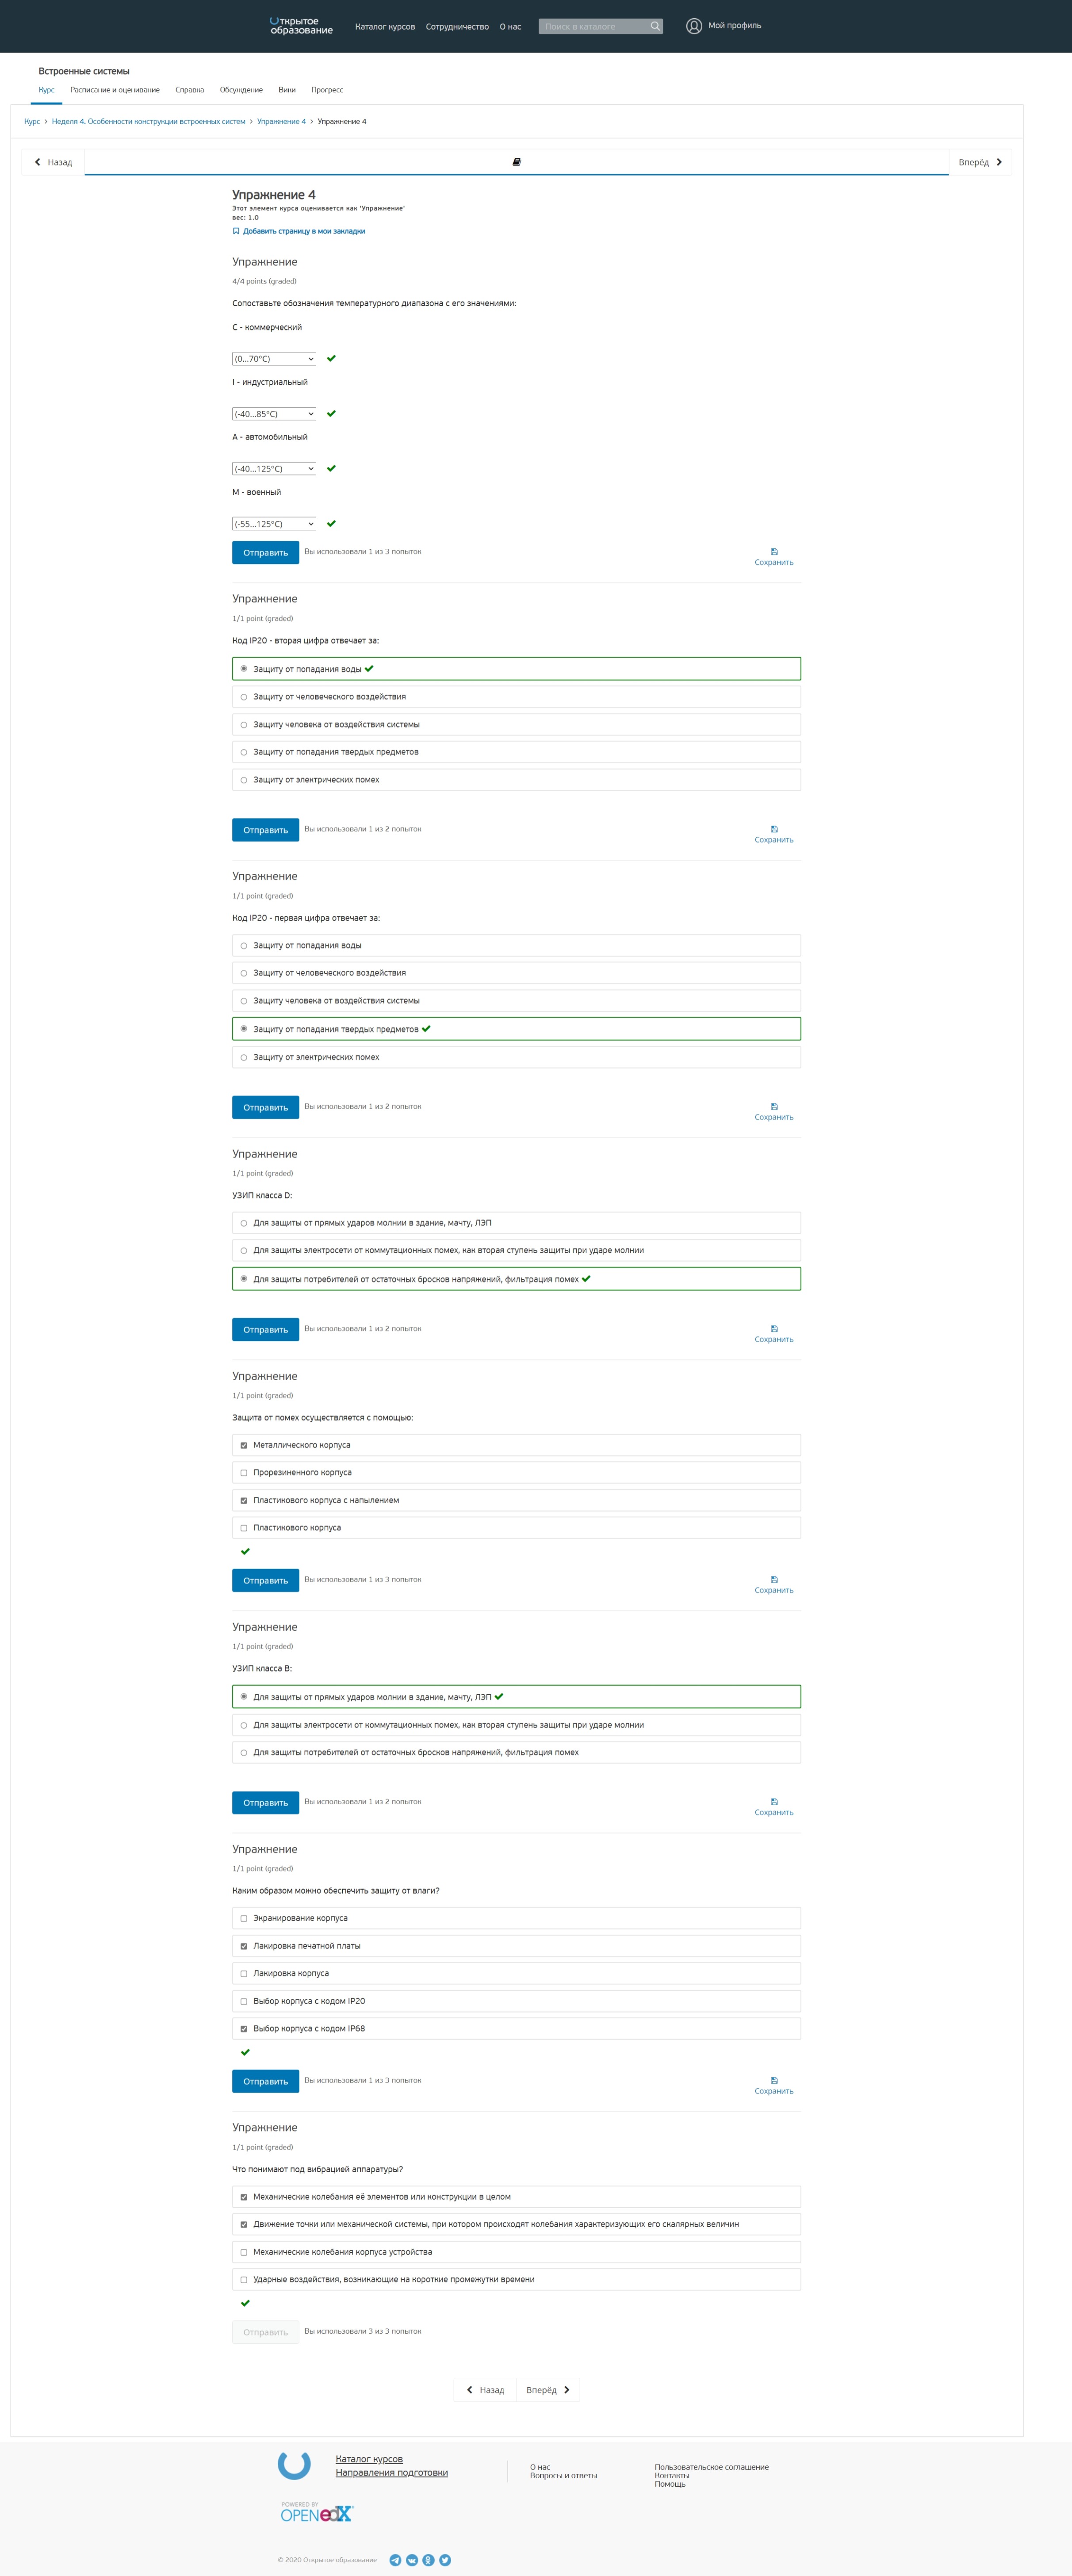 Открытое
образование
Каталог курсов Сотрудничество О нас Поиск в каталоге Мой профиль
Встроенные системы
Курс Расписание и оценивание Справка Обсуждение Вики Прогресс
Курс > Неделя 4. Особенности конструкции встроенных систем > Упражнение 4 > Упражнение 4
Назад Вперёд
Упражнение 4
Этот элемент курса оценивается как 'Упражнение'
вес: 1.0
Добавить страницу в мои закладки
Упражнение
4/4 points (graded)
Сопоставьте обозначения температурного диапазона с его значениями:
C - коммерческий
(0...70°C)
I - индустриальный
(-40...85°C)
A - автомобильный
(-40...125°C)
M - военный
(-55...125°C)
Отправить Вы использовали 1 из 3 попыток
Сохранить
Упражнение
1/1 point (graded)
Код IP20 - вторая цифра отвечает за:
Защиту от попадания воды
Защиту от человеческого воздействия
Защиту человека от воздействия системы
Защиту от попадания твердых предметов
Защиту от электрических помех
Отправить Вы использовали 1 из 2 попыток
Сохранить
Упражнение
1/1 point (graded)
Код IP20 - первая цифра отвечает за:
Защиту от попадания воды
Защиту от человеческого воздействия
Защиту человека от воздействия системы
Защиту от попадания твердых предметов
Защиту от электрических помех
Отправить Вы использовали 1 из 2 попыток
Сохранить
Упражнение
1/1 point (graded)
УЗИП класса D:
Для защиты от прямых ударов молнии в здание, мачту, ЛЭП
Для защиты электросети от коммутационных помех, как вторая ступень защиты при ударе молнии
Для защиты потребителей от остаточных бросков напряжений, фильтрация помех
Отправить Вы использовали 1 из 2 попыток
Сохранить
Упражнение
1/1 point (graded)
Защита от помех осуществляется с помощью:
Металлического корпуса
Прорезиненного корпуса
Пластикового корпуса с напылением
Пластикового корпуса
Отправить Вы использовали 1 из 3 попыток
Сохранить
Упражнение
1/1 point (graded)
УЗИП класса B:
Для защиты от прямых ударов молнии в здание, мачту, ЛЭП
Для защиты электросети от коммутационных помех, как вторая ступень защиты при ударе молнии
Для защиты потребителей от остаточных бросков напряжений, фильтрация помех
Отправить Вы использовали 1 из 2 попыток
Сохранить
Упражнение
1/1 point (graded)
Каким образом можно обеспечить защиту от влаги?
Экранирование корпуса
Лакировка печатной платы
Лакировка корпуса
Выбор корпуса с кодом IP20
Выбор корпуса с кодом IP68
Отправить Вы использовали 1 из 3 попыток
Сохранить
Упражнение
1/1 point (graded)
Что понимают под вибрацией аппаратуры?
Механические колебания её элементов или конструкции в целом
Движение точки или механической системы, при котором происходят колебания характеризующих его скалярных величин
Механические колебания корпуса устройства
Ударные воздействия, возникающие на короткие промежутки времени
Отправить Вы использовали 3 из 3 попыток
Назад Вперёд
Каталог курсов
Направления подготовки
О нас
Вопросы и ответы
Пользовательское соглашение
Контакты
Помощь
POWERED BY
OPEN edX
© 2020 Открытое образование